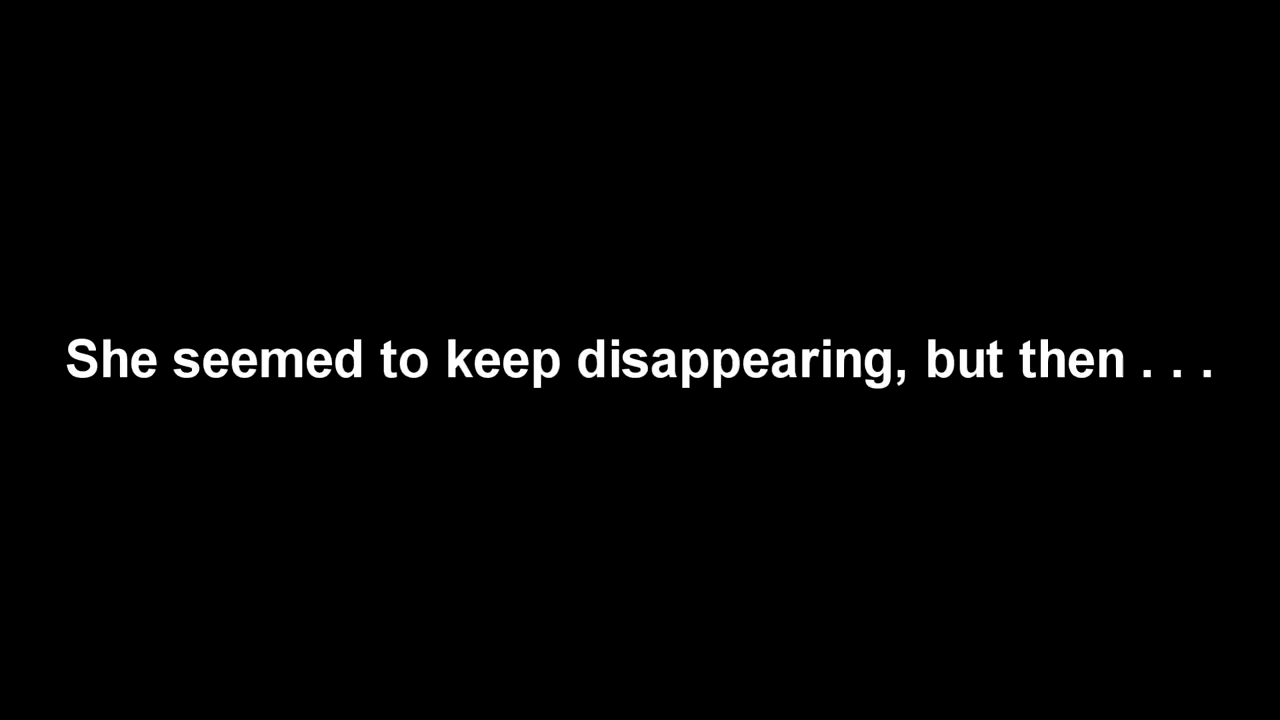 She seemed to keep disappearing, but then . . .